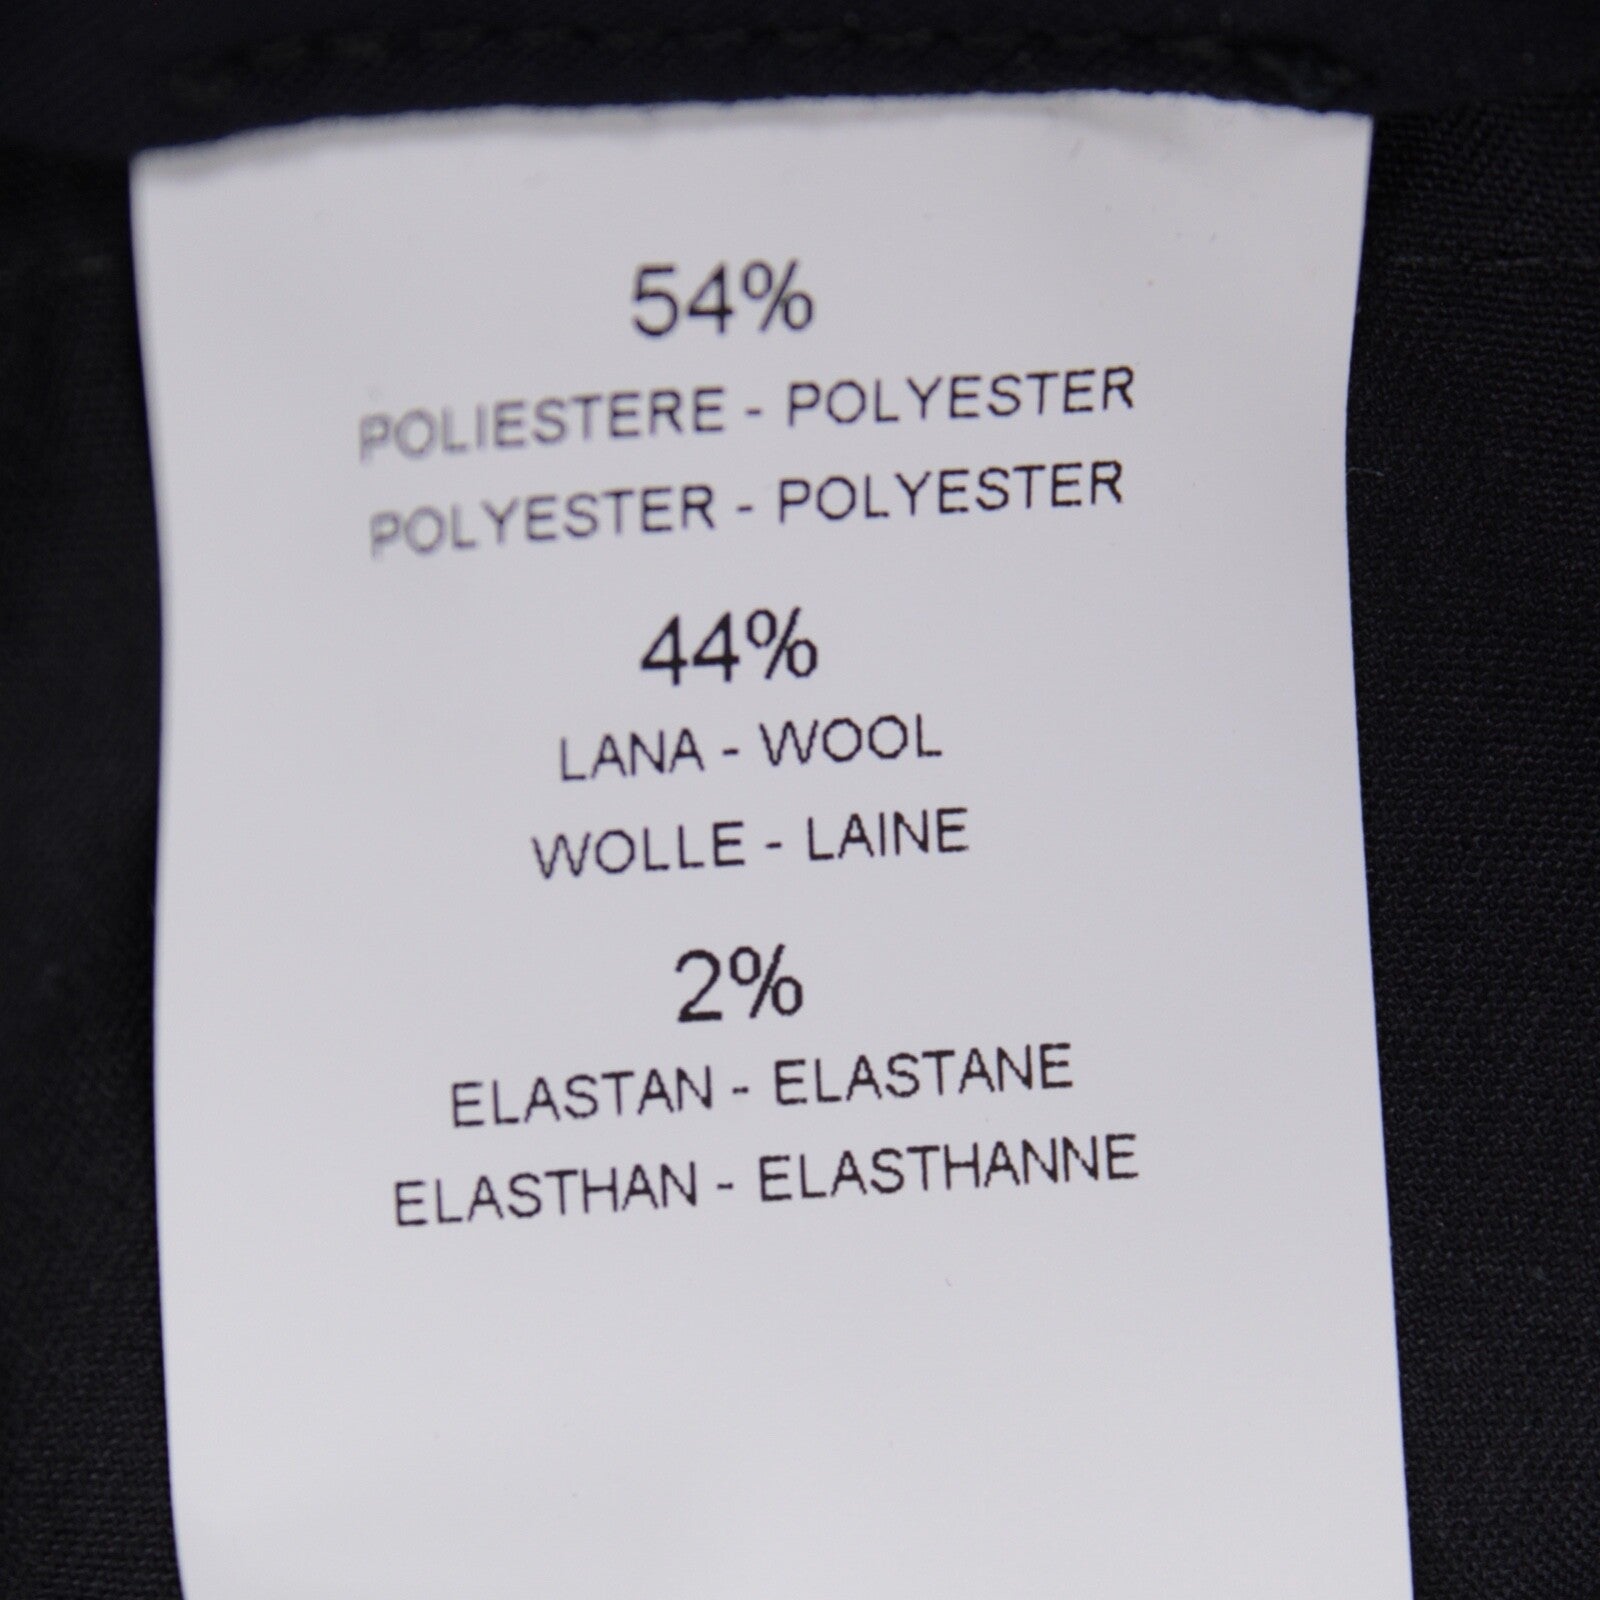 54%
POLIESTERE - POLYESTER
POLYESTER - POLYESTER
44%
LANA - WOOL
WOLLE - LAINE
2%
ELASTAN - ELASTANE
ELASTHAN - ELASTHANNE